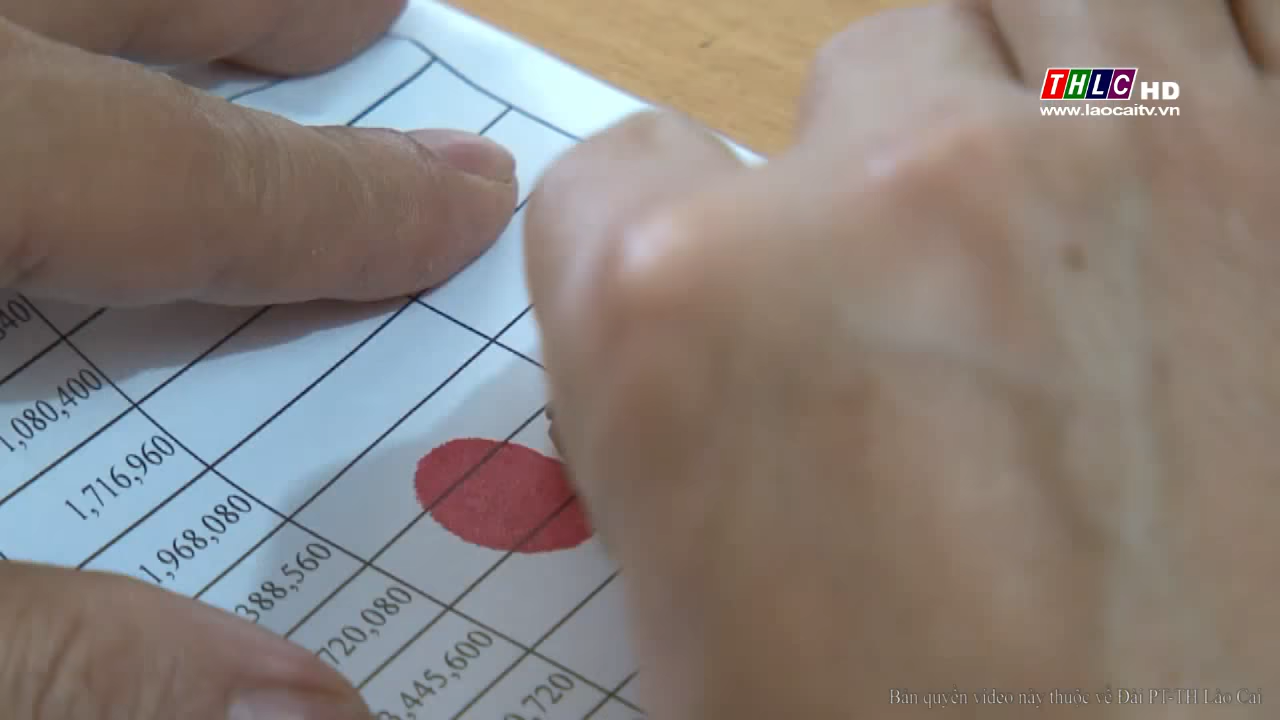 THLC HD
www.laocaitv.vn
1,080,400
1,716,960
1,968,080
388,560
720,080
,445,600
,720
Bản quyền video này thuộc về Đài PT-TH Lào Cai